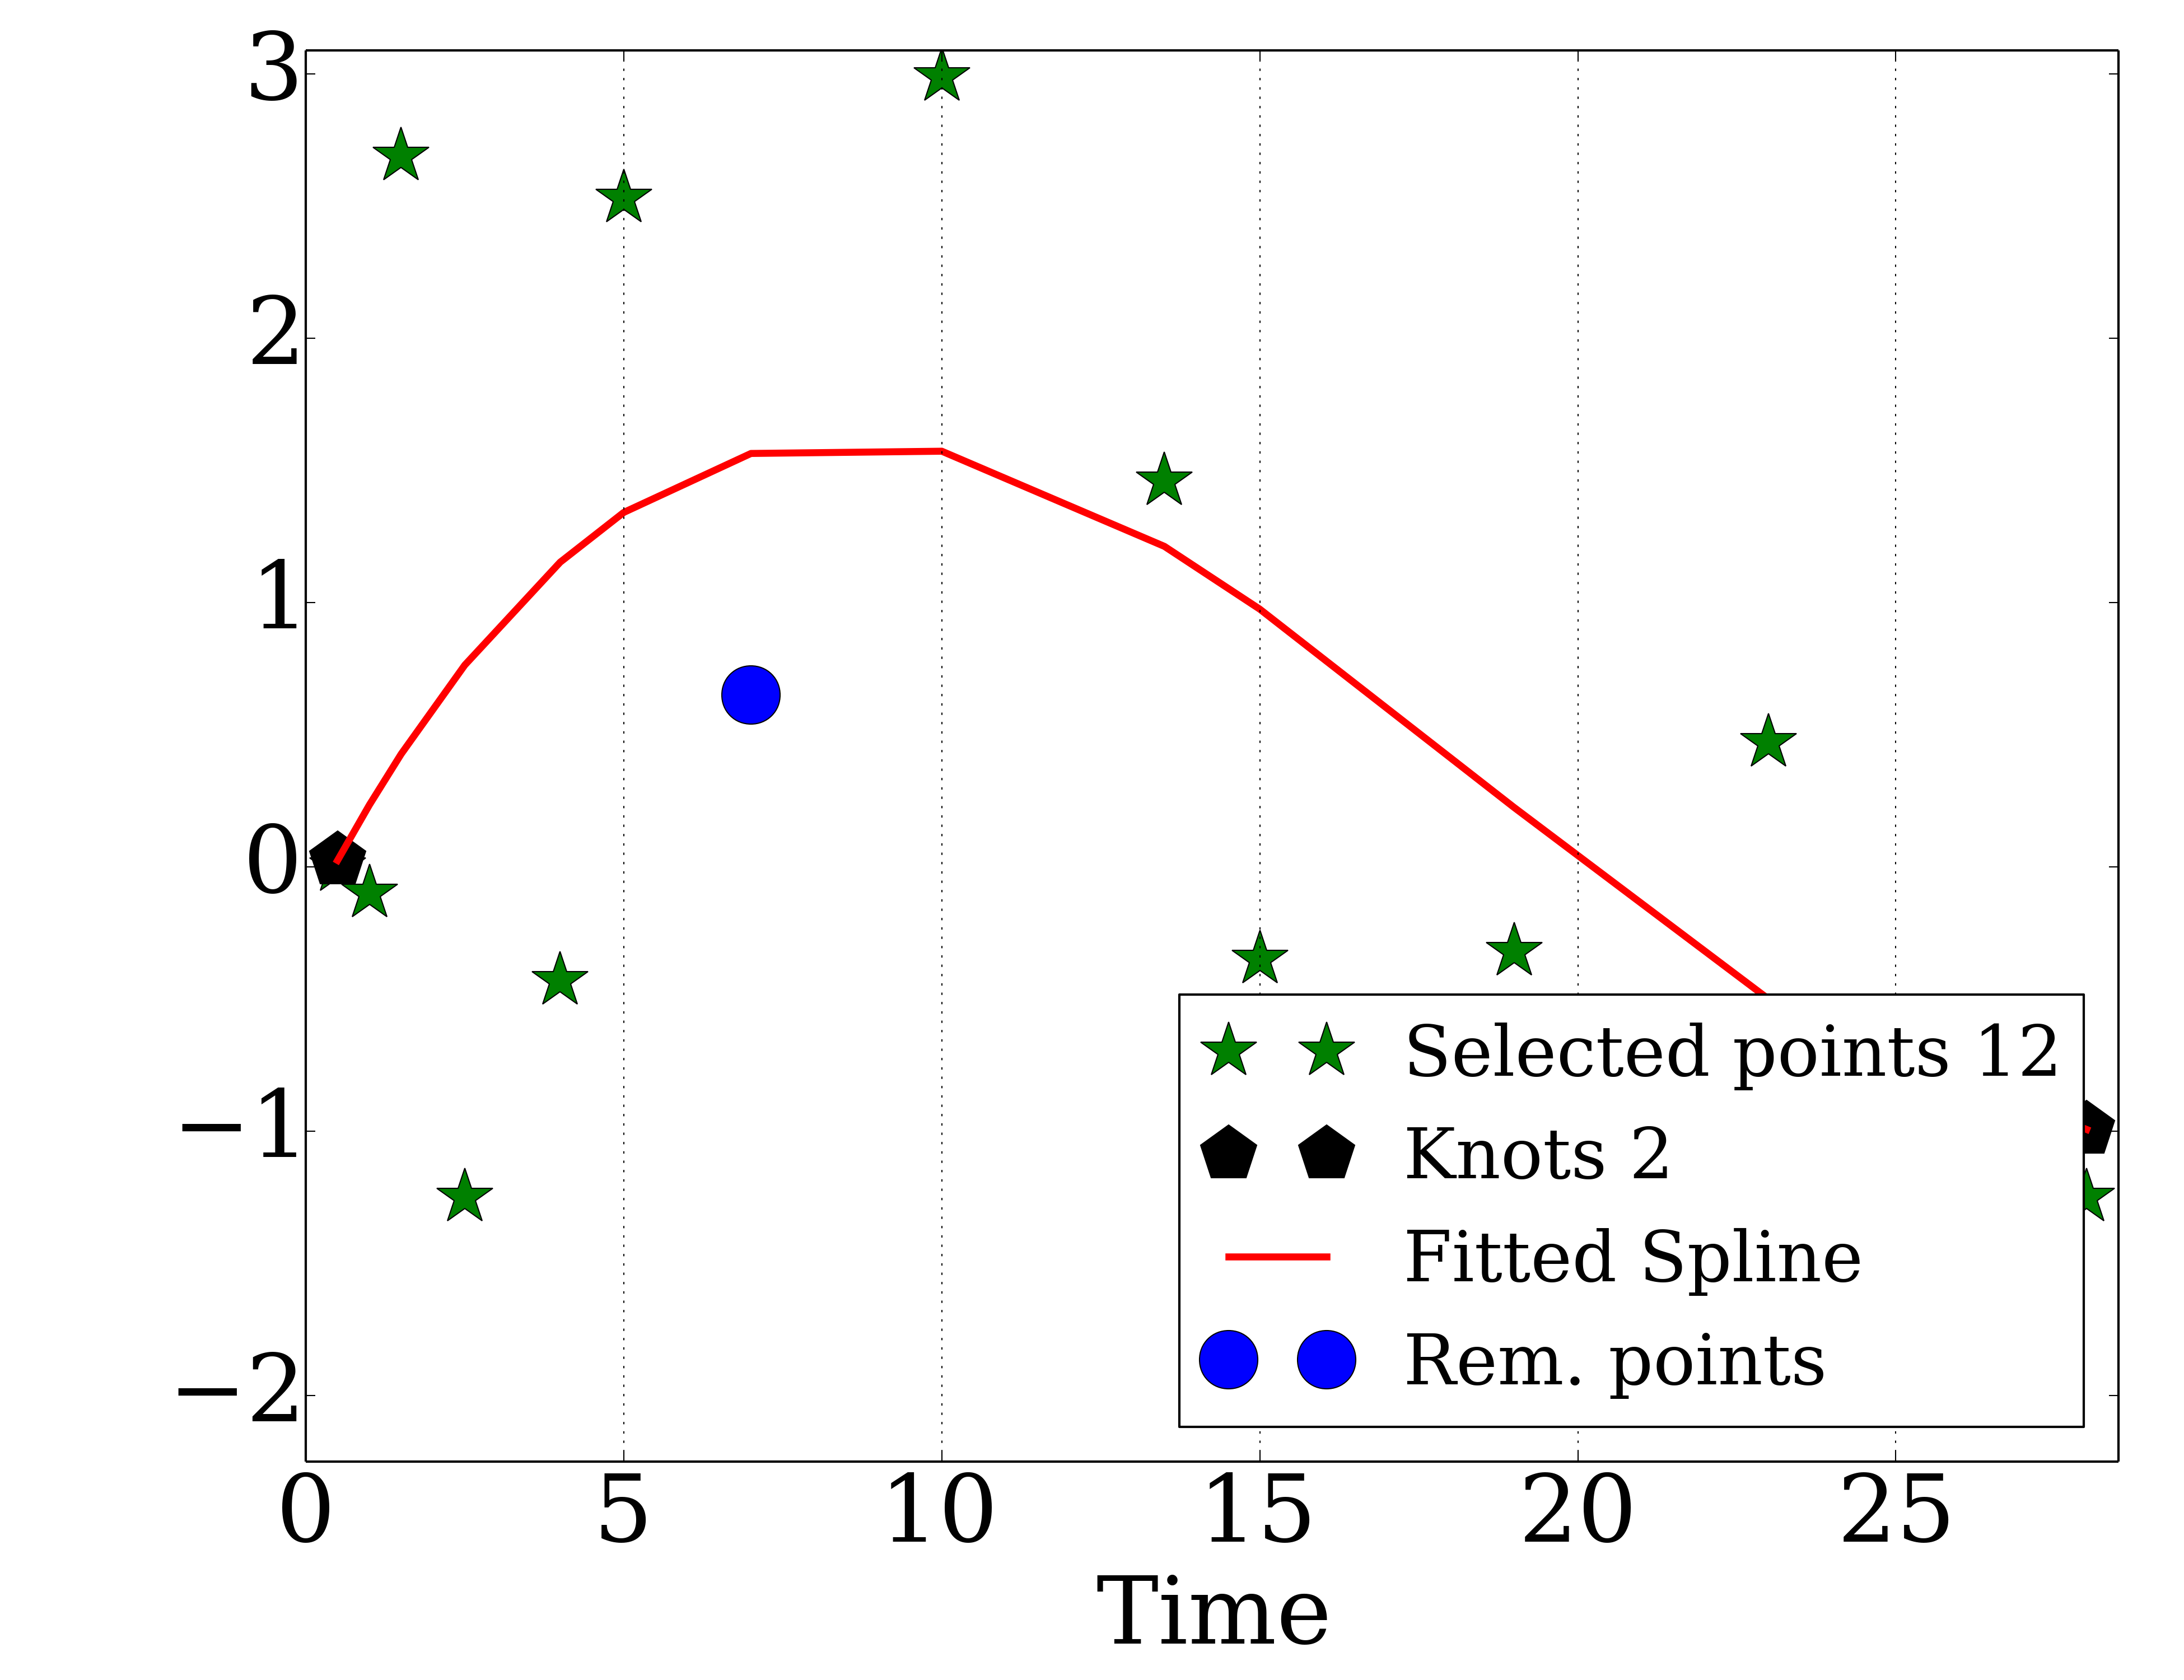 3
2
1
0
−1
−2
0 5 10 15 20 25
Time
Selected points 12
Knots 2
Fitted Spline
Rem. points